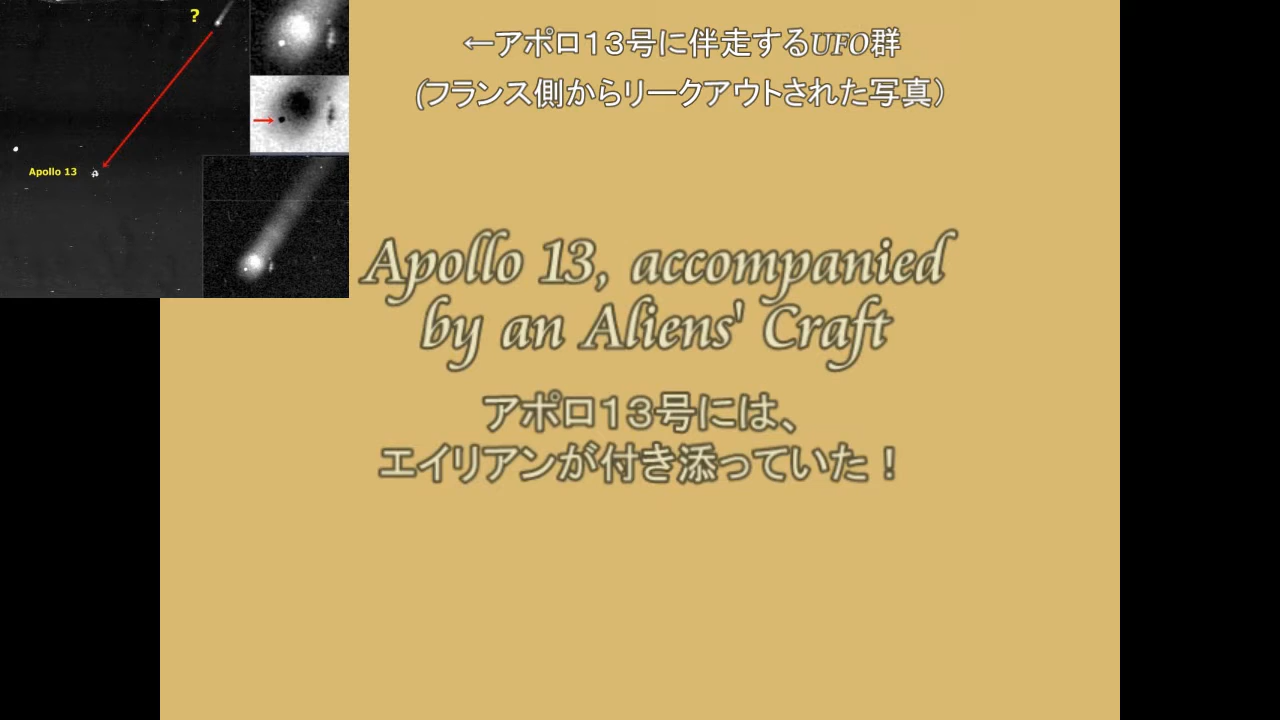 ?
Apollo 13
←アポロ１３号に伴走するUFO群
(フランス側からリークアウトされた写真）
Apollo 13, accompanied
by an Aliens' Craft
アポロ１３号には、
エイリアンが付き添っていた！